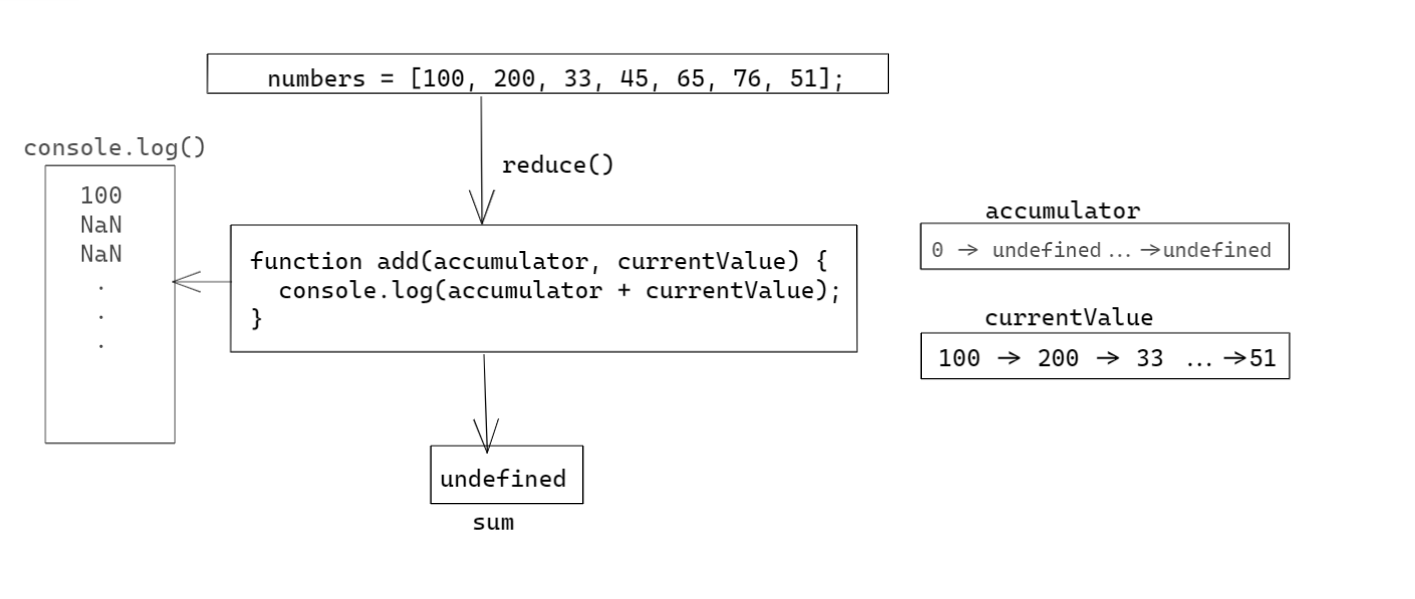 numbers = [100, 200, 33, 45, 65, 76, 51];
console.log()
100
NaN
NaN
.
.
.
reduce()
function add(accumulator, currentValue) {
console.log(accumulator + currentValue);
}
undefined
sum
accumulator
0 → undefined ... →undefined
currentValue
100 → 200 → 33 ... →51